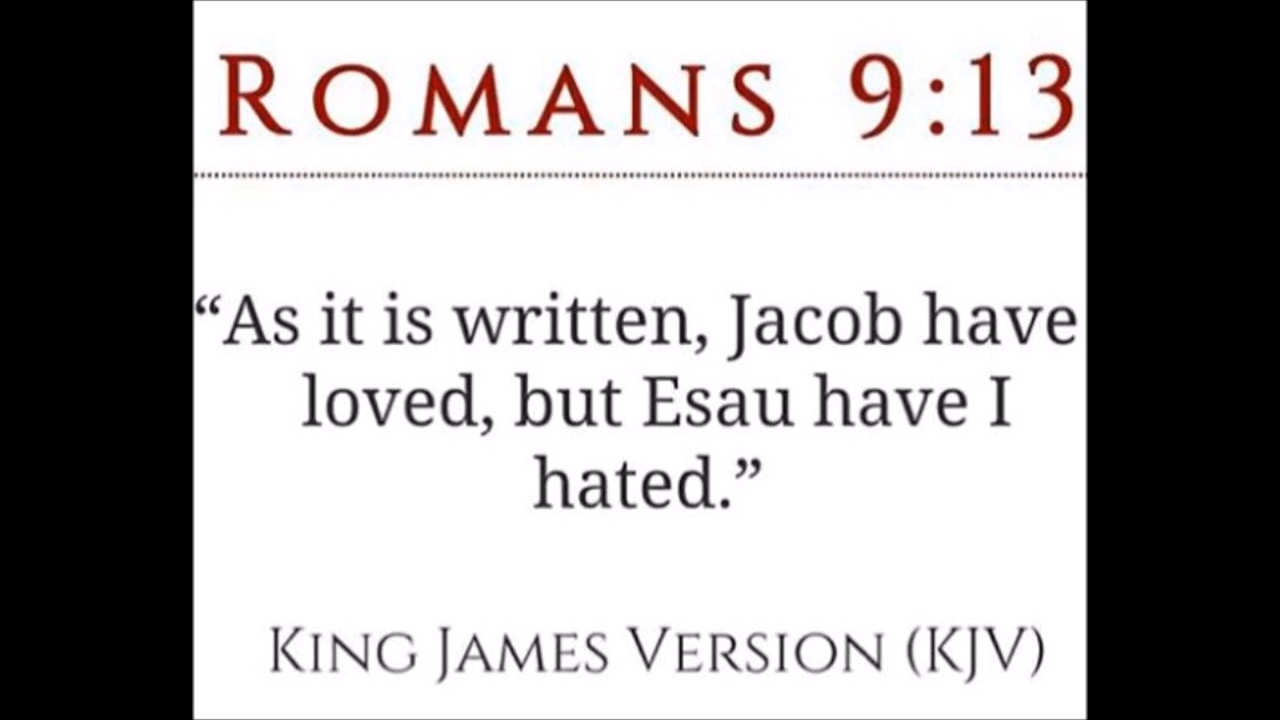 ROMANS 9:13
“As it is written, Jacob have
loved, but Esau have I
hated.”
KING JAMES VERSION (KJV)